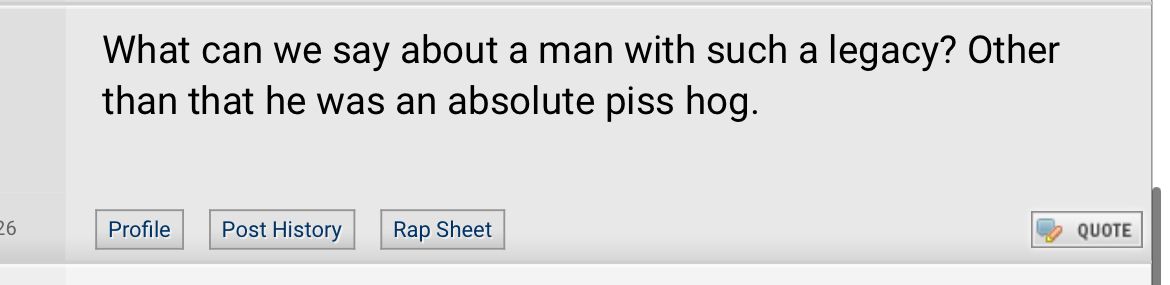 What can we say about a man with such a legacy? Other
than that he was an absolute piss hog.
26 Profile Post History Rap Sheet QUOTE